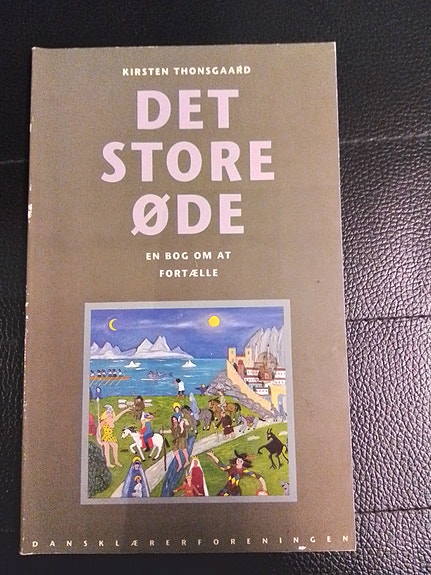 KIRSTEN THONSGAARD
DET
STORE
ØDE
EN BOG OM AT
FORTÆLLE
DANSKLÆRERFORENINGEN